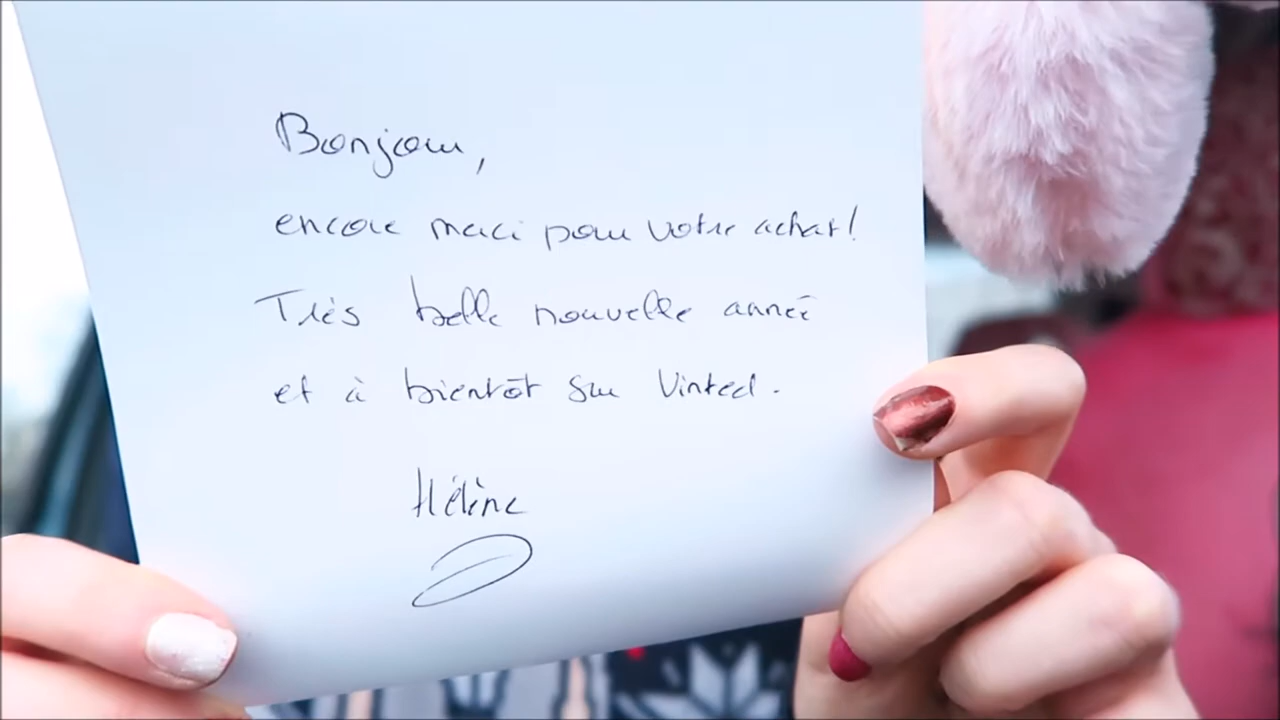 Bonjour,
encore merci pour votre achat!
Très belle nouvelle année
et à bientôt sur Vinted.
Hélène